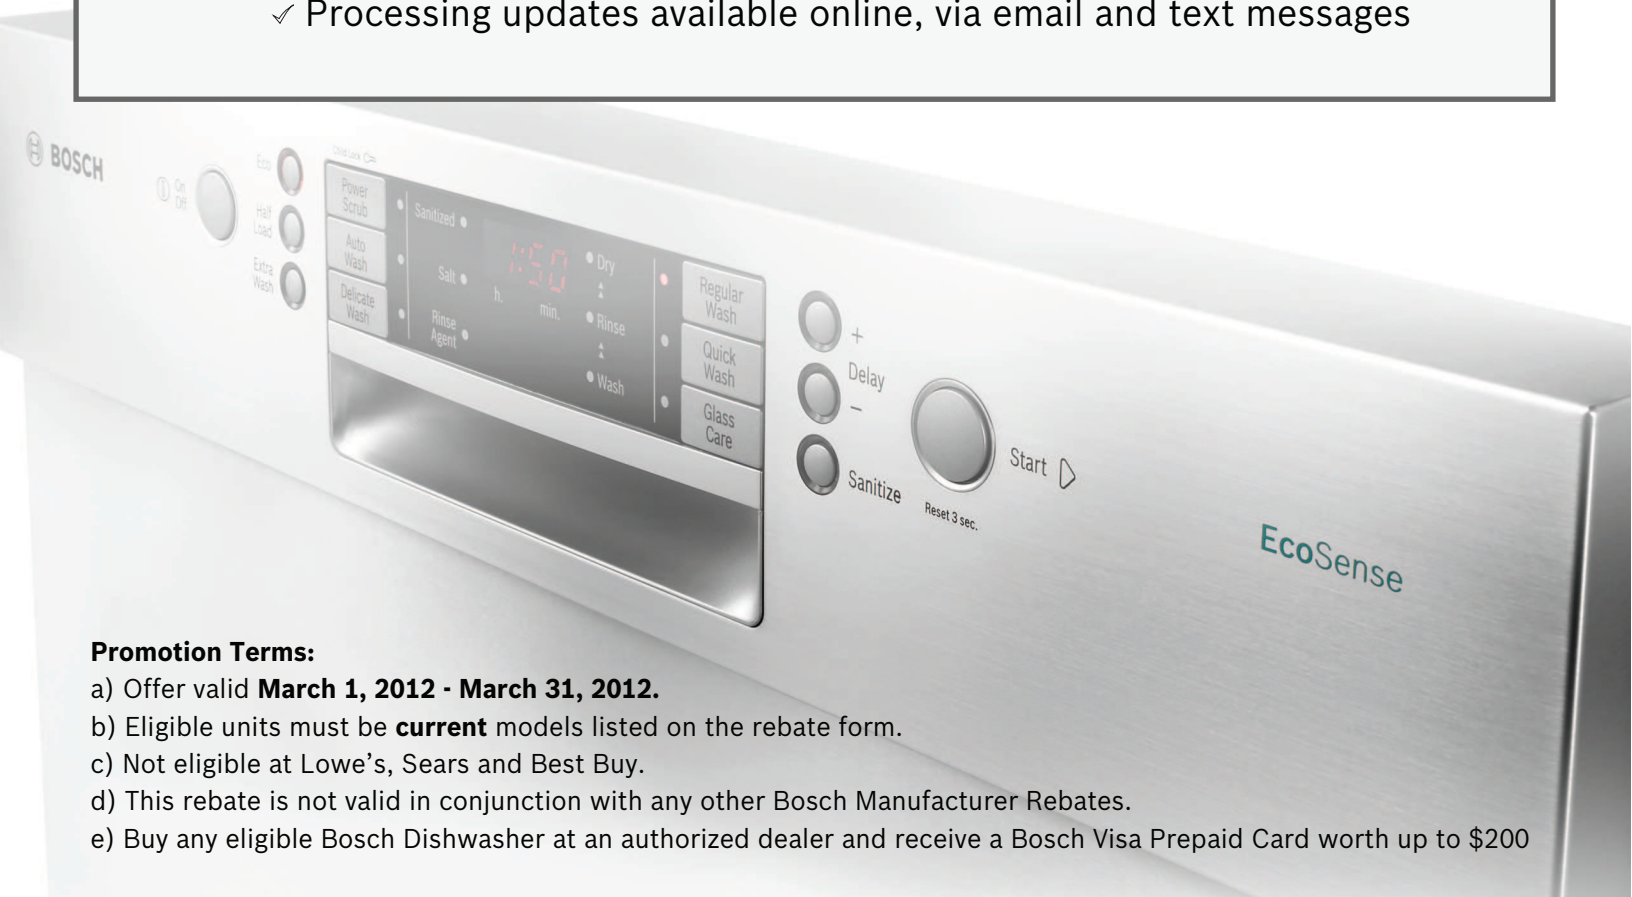 ✓ Processing updates available online, via email and text messages
BOSCH
On
Off
Eco
Half
Load
Extra
Wash
Child Lock
Power
Scrub
Auto
Wash
Delicate
Wash
Sanitized
Salt
Rinse
Agent
1:50
h.
min.
Dry
Rinse
Wash
Regular
Wash
Quick
Wash
Glass
Care
+
Delay
–
Sanitize
Start
Reset 3 sec.
EcoSense
Promotion Terms:
a) Offer valid March 1, 2012 - March 31, 2012.
b) Eligible units must be current models listed on the rebate form.
c) Not eligible at Lowe’s, Sears and Best Buy.
d) This rebate is not valid in conjunction with any other Bosch Manufacturer Rebates.
e) Buy any eligible Bosch Dishwasher at an authorized dealer and receive a Bosch Visa Prepaid Card worth up to $200